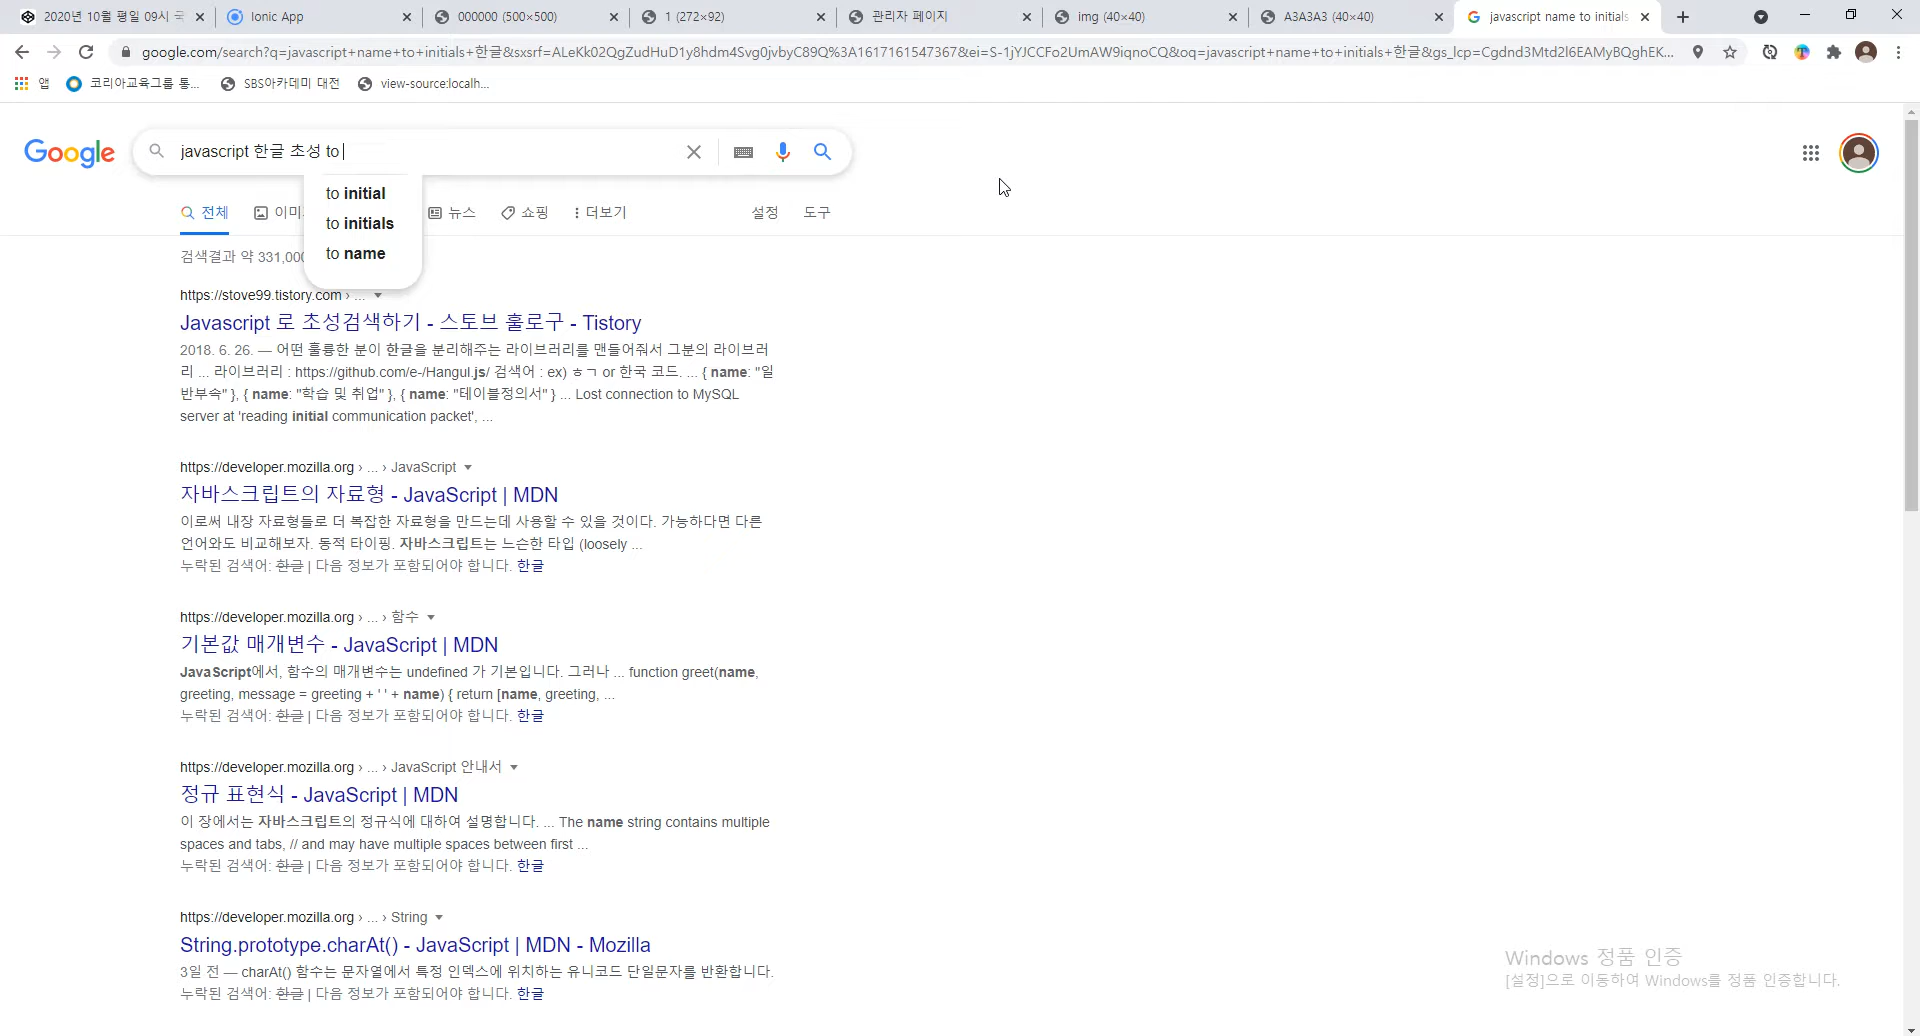 2020년 10월 평일 09시 국
Ionic App
000000 (500×500)
1 (272×92)
관리자 페이지
img (40×40)
A3A3A3 (40×40)
javascript name to initials
google.com/search?q=javascript+name+to+initials+한글&sxsrf=ALeKk02QgZudHuD1y8hdm4Svg0jvbyC89Q%3A1617161547367&ei=S-1jYJCCFo2UmAW9iqnoCQ&oq=javascript+name+to+initials+한글&gs_lcp=Cgdnd3Mtd2l6EAMyBQghEK...
앱
코리아교육그룹 통...
SBS아카데미 대전
view-source:localh...
Google
javascript 한글 초성 to
to initial
to initials
to name
전체
이미
뉴스
쇼핑
더보기
설정
도구
검색결과 약 331,00
https://stove99.tistory.com › ...
Javascript 로 초성검색하기 - 스토브 훌로구 - Tistory
2018. 6. 26. — 어떤 훌륭한 분이 한글을 분리해주는 라이브러리를 맨들어줘서 그분의 라이브러
리 ... 라이브러리 : https://github.com/e-/Hangul.js/ 검색어 : ex) ㅎㄱ or 한국 코드. ... { name: "일
반부속" }, { name: "학습 및 취업" }, { name: "테이블정의서" } ... Lost connection to MySQL
server at 'reading initial communication packet', ...
https://developer.mozilla.org › ... › JavaScript
자바스크립트의 자료형 - JavaScript | MDN
이로써 내장 자료형들로 더 복잡한 자료형을 만드는데 사용할 수 있을 것이다. 가능하다면 다른
언어와도 비교해보자. 동적 타이핑. 자바스크립트는 느슨한 타입 (loosely ...
누락된 검색어: 한글 | 다음 정보가 포함되어야 합니다. 한글
https://developer.mozilla.org › ... › 함수
기본값 매개변수 - JavaScript | MDN
JavaScript에서, 함수의 매개변수는 undefined 가 기본입니다. 그러나 ... function greet(name,
greeting, message = greeting + ' ' + name) { return [name, greeting, ...
누락된 검색어: 한글 | 다음 정보가 포함되어야 합니다. 한글
https://developer.mozilla.org › ... › JavaScript 안내서
정규 표현식 - JavaScript | MDN
이 장에서는 자바스크립트의 정규식에 대하여 설명합니다. ... The name string contains multiple
spaces and tabs, // and may have multiple spaces between first ...
누락된 검색어: 한글 | 다음 정보가 포함되어야 합니다. 한글
https://developer.mozilla.org › ... › String
String.prototype.charAt() - JavaScript | MDN - Mozilla
3일 전 — charAt() 함수는 문자열에서 특정 인덱스에 위치하는 유니코드 단일문자를 반환합니다.
누락된 검색어: 한글 | 다음 정보가 포함되어야 합니다. 한글
Windows 정품 인증
[설정]으로 이동하여 Windows를 정품 인증합니다.